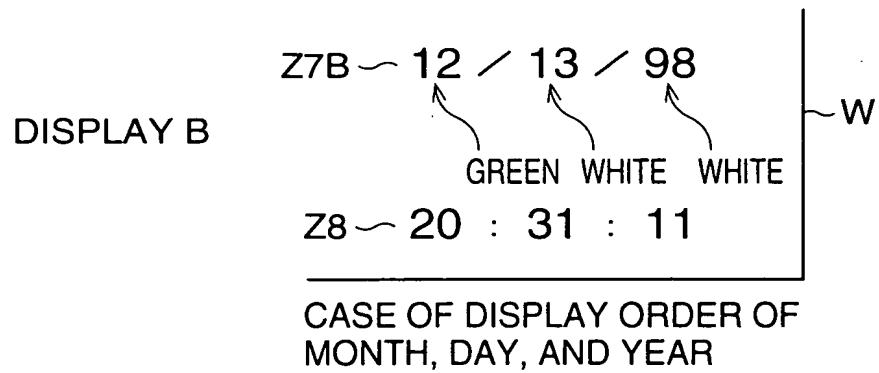 Z7B 12 / 13 / 98
W
DISPLAY B
GREEN WHITE WHITE
Z8 20 : 31 : 11
CASE OF DISPLAY ORDER OF
MONTH, DAY, AND YEAR